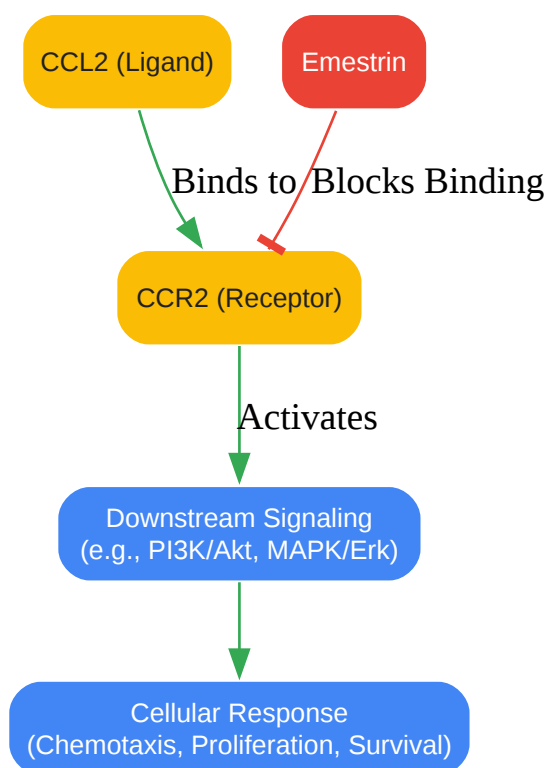 CCL2 (Ligand)
Emestrin
Binds to
Blocks Binding
CCR2 (Receptor)
Activates
Downstream Signaling
(e.g., PI3K/Akt, MAPK/Erk)
Cellular Response
(Chemotaxis, Proliferation, Survival)